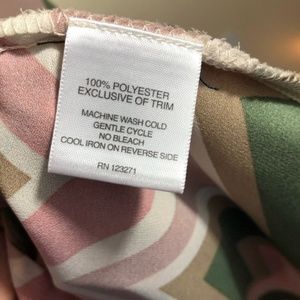 100% POLYESTER
EXCLUSIVE OF TRIM
MACHINE WASH COLD
GENTLE CYCLE
NO BLEACH
COOL IRON ON REVERSE SIDE
RN 123271